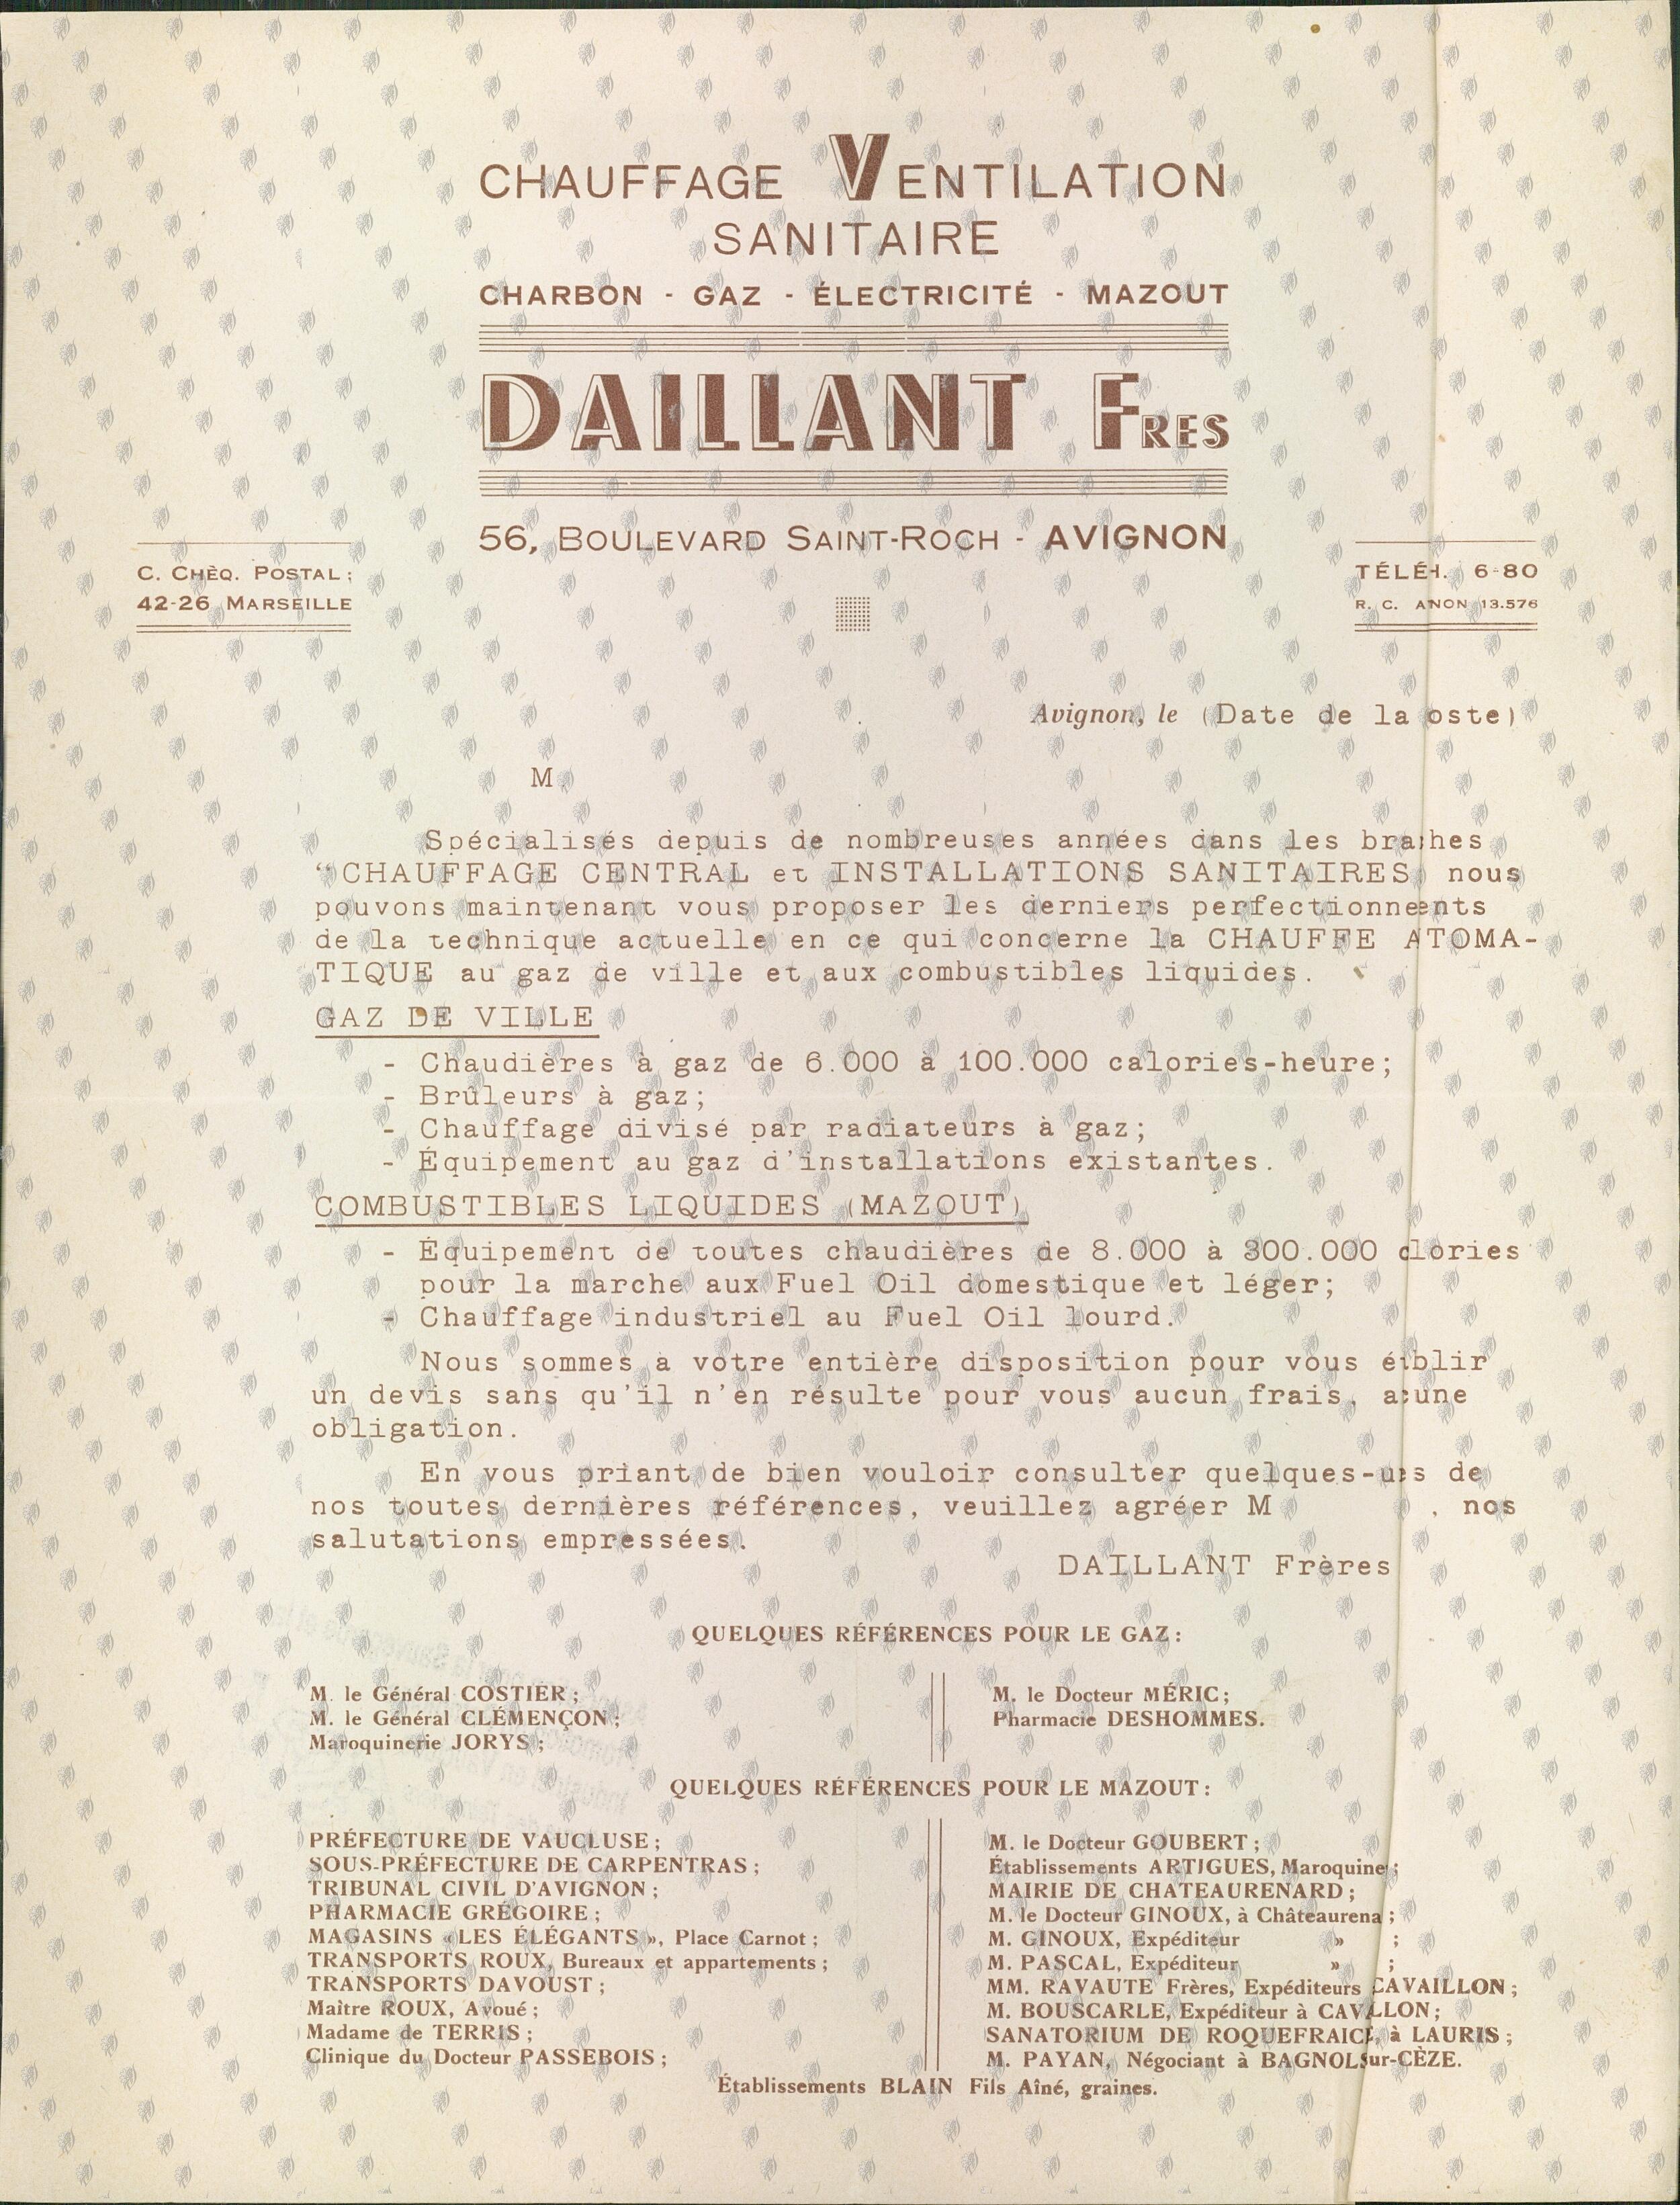 CHAUFFAGE VENTILATION
SANITAIRE
CHARBON - GAZ - ÉLECTRICITÉ - MAZOUT
DAILLANT FRES
56, BOULEVARD SAINT-ROCH - AVIGNON
C. CHÈQ. POSTAL :
42-26 MARSEILLE
TÉLÉH. 6-80
R. C. A'NON 13.576
Avignon, le (Date de la oste)
M
Spécialisés depuis de nombreuses années dans les brahes
"CHAUFFAGE CENTRAL et INSTALLATIONS SANITAIRES) nous
pouvons maintenant vous proposer les derniers perfectionnents
de la technique actuelle en ce qui concerne la CHAUFFE ATOMA-
TIQUE au gaz de ville et aux combustibles liquides.
GAZ DE VILLE
- Chaudières à gaz de 6.000 à 100.000 calories-heure;
- Brûleurs à gaz;
- Chauffage divisé par radiateurs à gaz;
- Équipement au gaz d'installations existantes.
COMBUSTIBLES LIQUIDES (MAZOUT)
- Équipement de toutes chaudières de 8.000 à 300.000 clories
pour la marche aux Fuel Oil domestique et léger;
- Chauffage industriel au Fuel Oil lourd.
Nous sommes à votre entière disposition pour vous éiblir
un devis sans qu'il n'en résulte pour vous aucun frais, acune
obligation.
En vous priant de bien vouloir consulter quelques-us de
nos toutes dernières références, veuillez agréer M , nos
salutations empressées.
DAILLANT Frères
QUELQUES RÉFÉRENCES POUR LE GAZ :
M. le Général COSTIER ;
M. le Général CLÉMENÇON ;
Maroquinerie JORYS ;
M. le Docteur MÉRIC ;
Pharmacie DESHOMMES.
QUELQUES RÉFÉRENCES POUR LE MAZOUT :
PRÉFECTURE DE VAUCLUSE ;
SOUS-PRÉFECTURE DE CARPENTRAS ;
TRIBUNAL CIVIL D'AVIGNON ;
PHARMACIE GRÉGOIRE ;
MAGASINS « LES ÉLÉGANTS », Place Carnot ;
TRANSPORTS ROUX, Bureaux et appartements ;
TRANSPORTS DAVOUST ;
Maître ROUX, Avoué ;
Madame de TERRIS ;
Clinique du Docteur PASSEBOIS ;
M. le Docteur GOUBERT ;
Établissements ARTIGUES, Maroquine ;
MAIRIE DE CHATEAURENARD ;
M. le Docteur GINOUX, à Châteaurena ;
M. GINOUX, Expéditeur » ;
M. PASCAL, Expéditeur » ;
MM. RAVAUTE Frères, Expéditeurs CAVAILLON ;
M. BOUSCARLE, Expéditeur à CAVLLON ;
SANATORIUM DE ROQUEFRAICE, à LAURIS ;
M. PAYAN, Négociant à BAGNOLSur-CÈZE.
Établissements BLAIN Fils Aîné, graines.